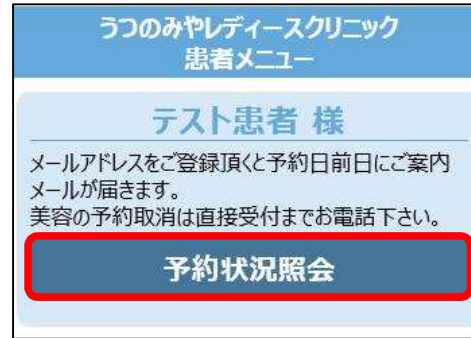 うつのみやレディースクリニック
患者メニュー
テスト患者 様
メールアドレスをご登録頂くと予約日前日にご案内
メールが届きます。
美容の予約取消は直接受付までお電話下さい。
予約状況照会